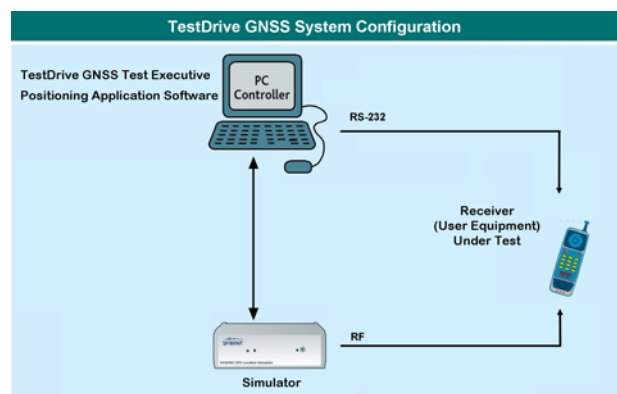 TestDrive GNSS System Configuration
TestDrive GNSS Test Executive
Positioning Application Software
PC
Controller
RS-232
Receiver
(User Equipment)
Under Test
SPIRENT
RF
Simulator